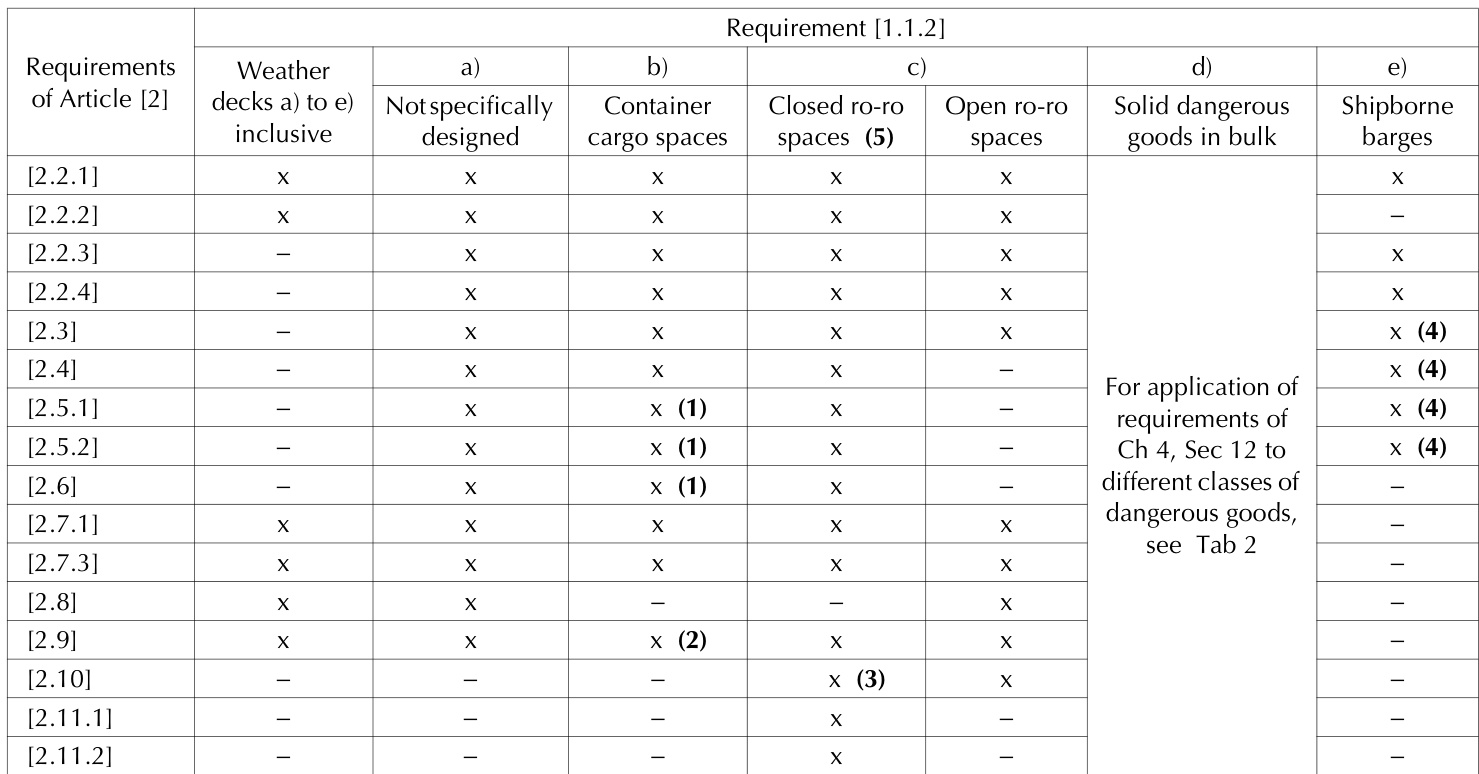 Requirements of Article [2]
Requirement [1.1.2]
Weather decks a) to e) inclusive
a)
b)
c)
d)
e)
Not specifically designed
Container cargo spaces
Closed ro-ro spaces (5)
Open ro-ro spaces
Solid dangerous goods in bulk
Shipborne barges
[2.2.1] x x x x x x
[2.2.2] x x x x x –
[2.2.3] – x x x x x
[2.2.4] – x x x x x
[2.3] – x x x x x (4)
[2.4] – x x x – x (4)
[2.5.1] – x x (1) x – x (4)
[2.5.2] – x x (1) x – x (4)
[2.6] – x x (1) x – –
[2.7.1] x x x x x –
[2.7.3] x x x x x –
[2.8] x x – – x –
[2.9] x x x (2) x x –
[2.10] – – – x (3) x –
[2.11.1] – – – x – –
[2.11.2] – – – x – –
For application of
requirements of
Ch 4, Sec 12 to
different classes of
dangerous goods,
see Tab 2